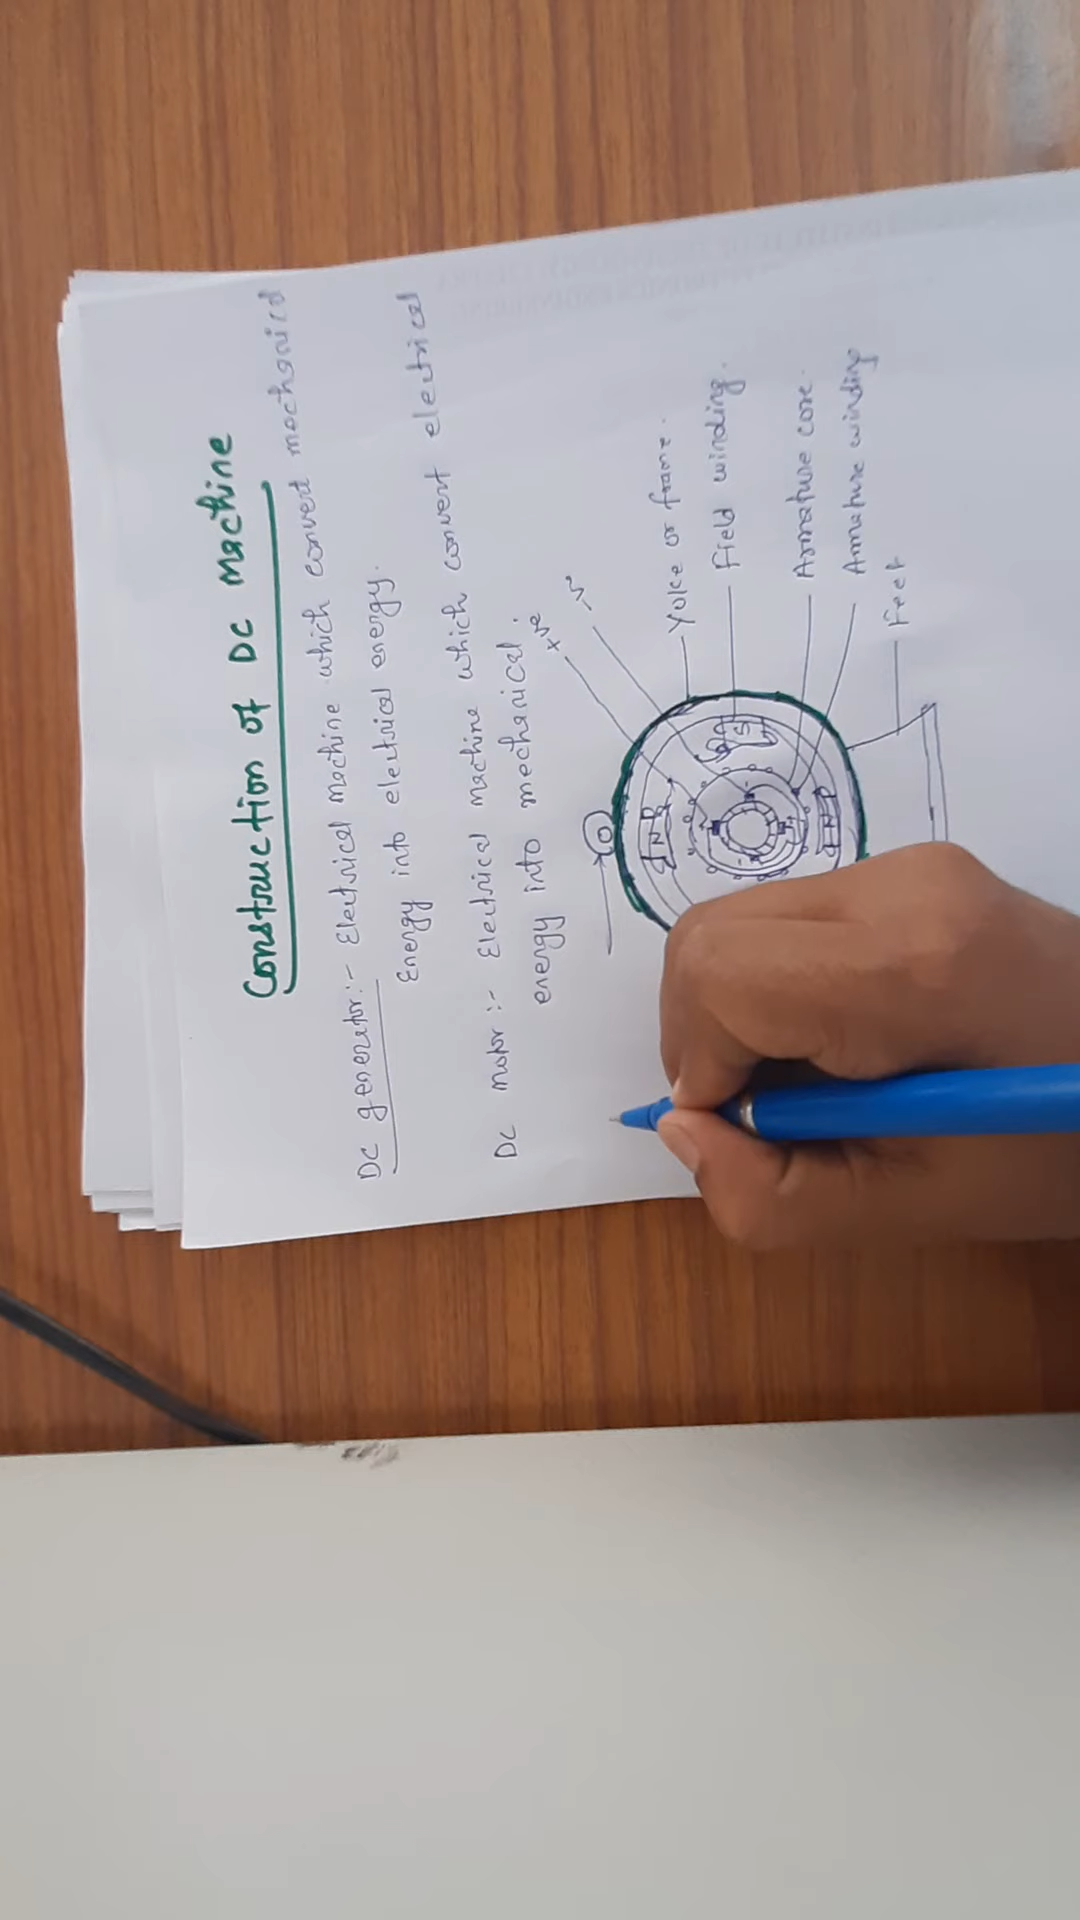 Construction of DC Machine
DC generator:- Electrical machine which convert mechanical
Energy into electrical energy.
DC motor :- Electrical machine which convert electrical
energy into mechanical.
+ve
-v
Yoke or frame.
Field winding.
Armature core.
Armature winding
Feet
N
S
N